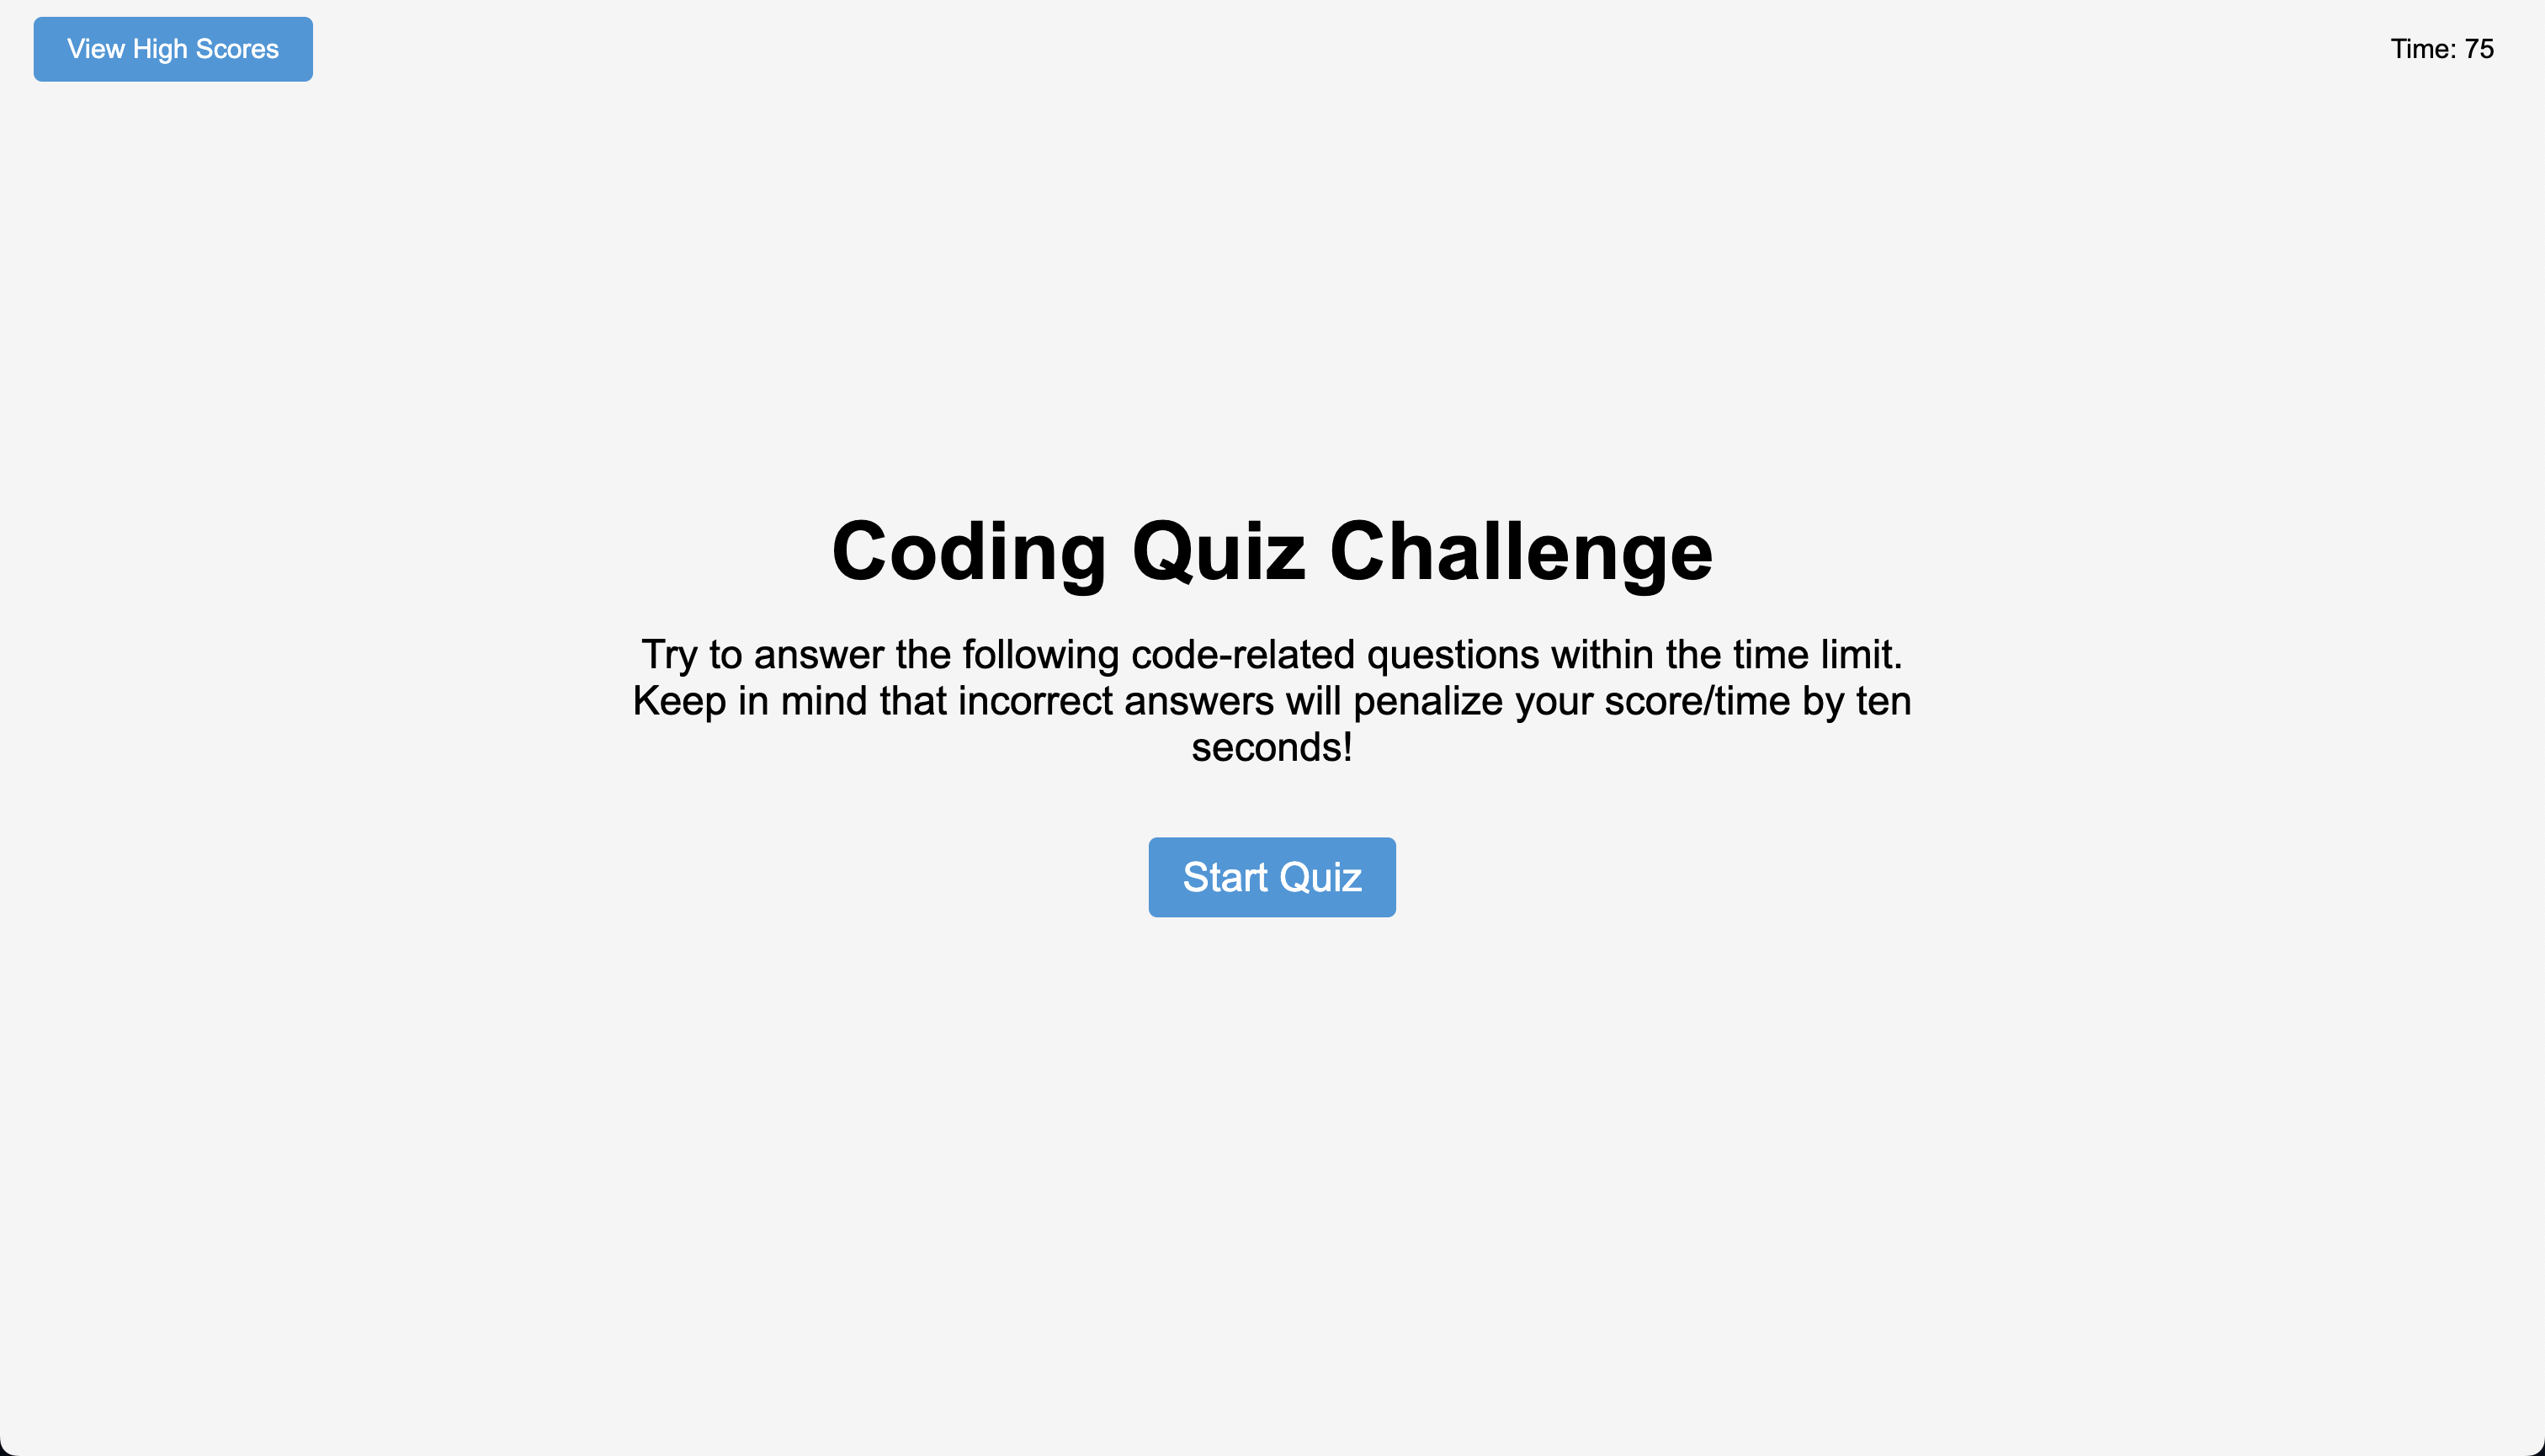 View High Scores
Time: 75
Coding Quiz Challenge
Try to answer the following code-related questions within the time limit.
Keep in mind that incorrect answers will penalize your score/time by ten
seconds!
Start Quiz